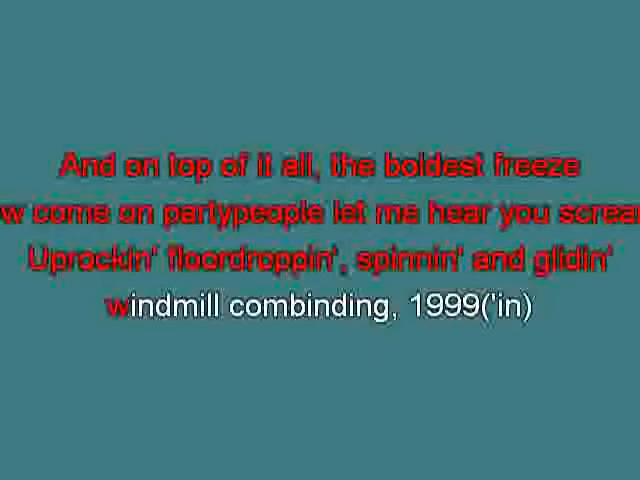 And on top of it all, the boldest freeze
w come on partypeople let me hear you screa
Uprockin' floordroppin', spinnin' and glidin'
windmill combinding, 1999('in)